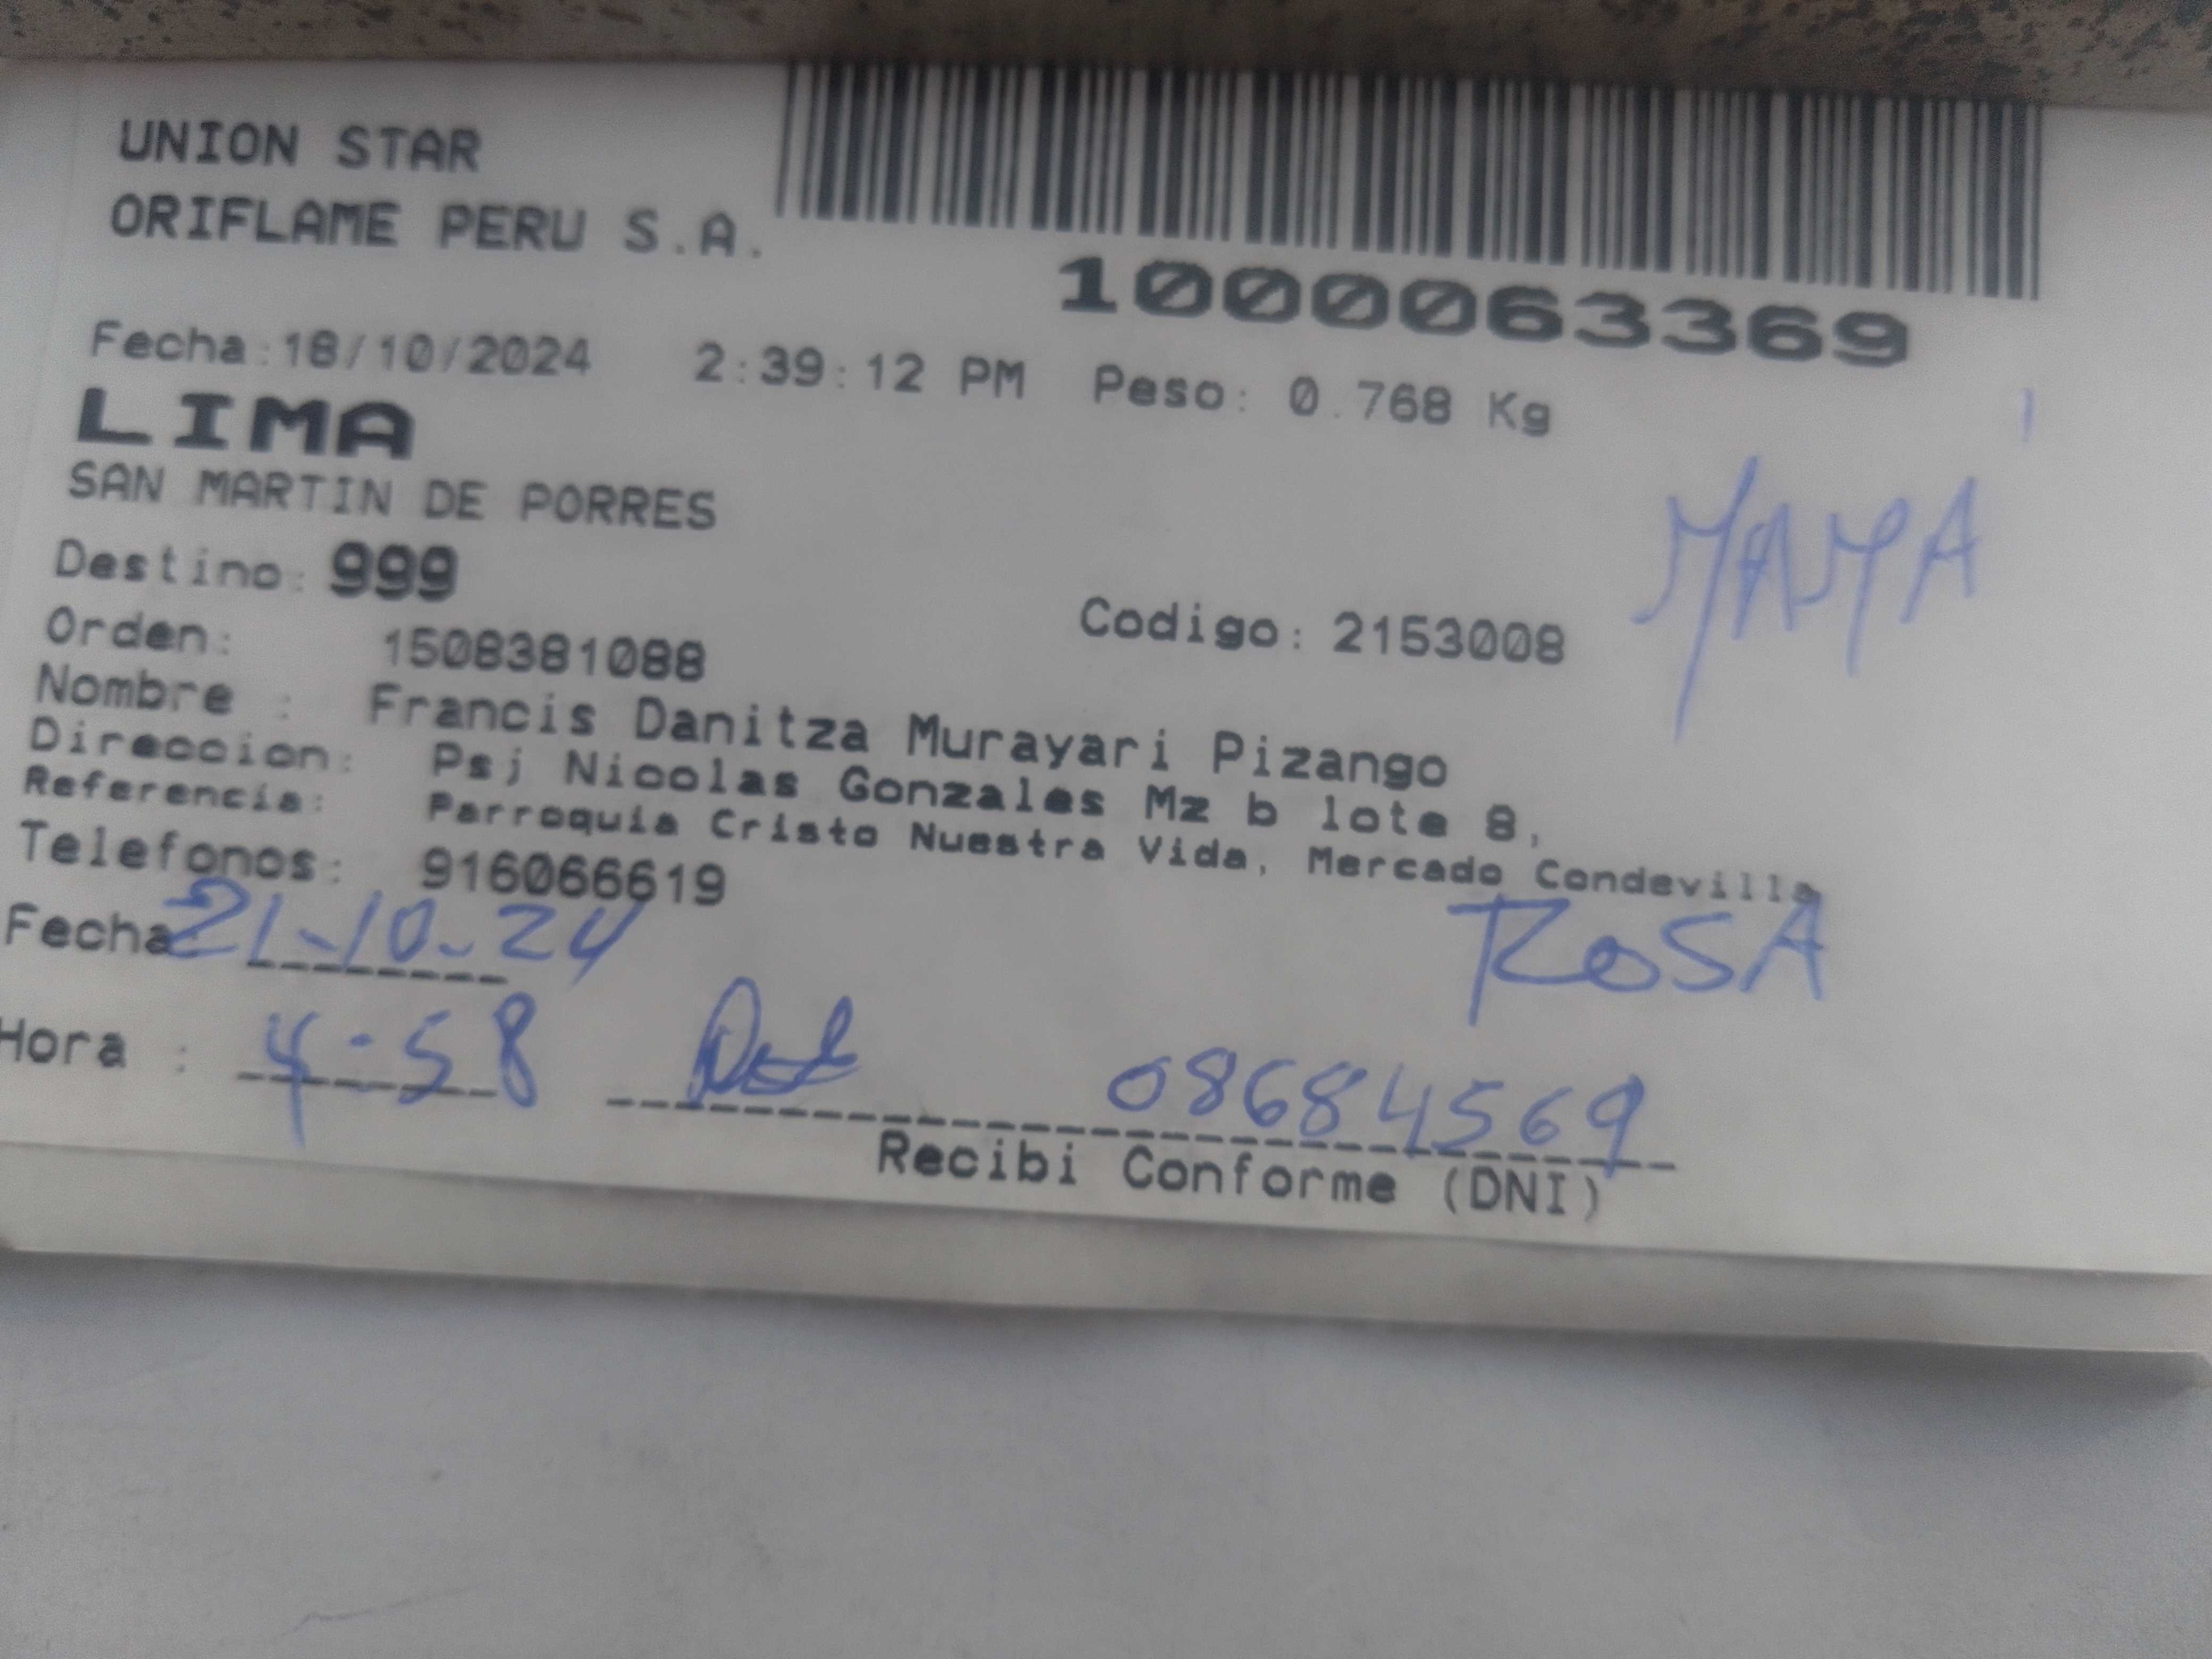 UNION STAR
ORIFLAME PERU S.A.
1000063369
Fecha:18/10/2024 2:39:12 PM Peso: 0.768 Kg
LIMA
SAN MARTIN DE PORRES
MAMA
Destino: 999
Orden: 1508381088 Codigo: 2153008
Nombre : Francis Danitza Murayari Pizango
Direccion: Psj Nicolas Gonzales Mz b lote 8,
Referencia: Parroquia Cristo Nuestra Vida, Mercado Condevilla
Telefonos: 916066619
Fecha 21-10-24 ROSA
Hora : 4-58 08684569
Recibi Conforme (DNI)